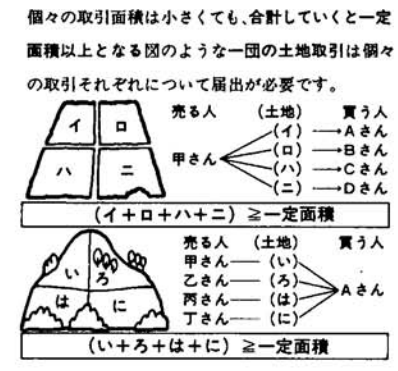 個々の取引面積は小さくても、合計していくと一定
面積以上となる図のような一団の土地取引は個々
の取引それぞれについて届出が必要です。
売る人 （土地） 買う人
イ ロ
ハ ニ
甲さん
（イ）→Aさん
（ロ）→Bさん
（ハ）→Cさん
（ニ）→Dさん
（イ＋ロ＋ハ＋ニ）≧一定面積
売る人 （土地） 買う人
い ろ
は に
甲さん―（い）
乙さん―（ろ）
丙さん―（は）
丁さん―（に）
Aさん
（い＋ろ＋は＋に）≧一定面積